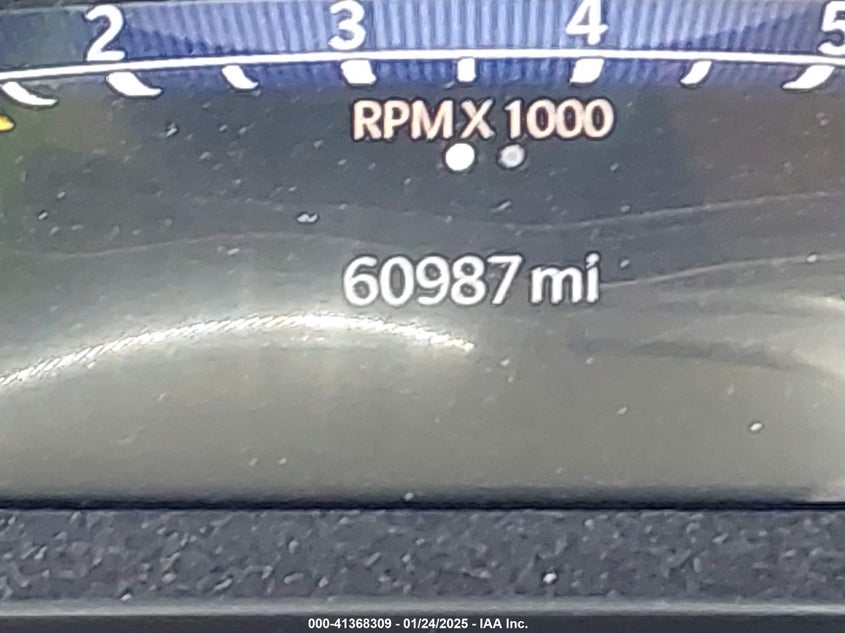 2 3 4 5
RPM X 1000
60987 mi
000-41368309 - 01/24/2025 - IAA Inc.